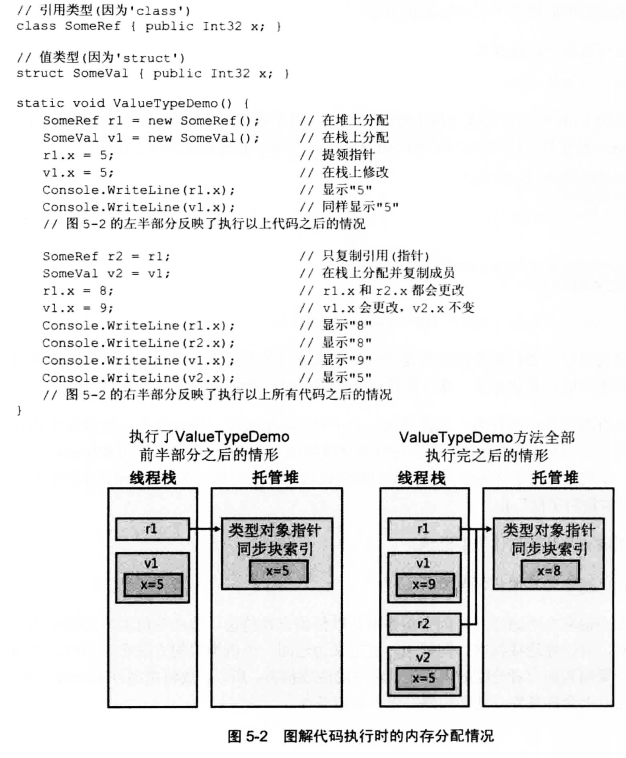 // 引用类型(因为'class')
class SomeRef { public Int32 x; }
// 值类型(因为'struct')
struct SomeVal { public Int32 x; }
static void ValueTypeDemo() {
SomeRef r1 = new SomeRef(); // 在堆上分配
SomeVal v1 = new SomeVal(); // 在栈上分配
r1.x = 5; // 提领指针
v1.x = 5; // 在栈上修改
Console.WriteLine(r1.x); // 显示"5"
Console.WriteLine(v1.x); // 同样显示"5"
// 图 5-2 的左半部分反映了执行以上代码之后的情况
SomeRef r2 = r1; // 只复制引用(指针)
SomeVal v2 = v1; // 在栈上分配并复制成员
r1.x = 8; // r1.x 和 r2.x 都会更改
v1.x = 9; // v1.x 会更改，v2.x 不变
Console.WriteLine(r1.x); // 显示"8"
Console.WriteLine(r2.x); // 显示"8"
Console.WriteLine(v1.x); // 显示"9"
Console.WriteLine(v2.x); // 显示"5"
// 图 5-2 的右半部分反映了执行以上所有代码之后的情况
}
执行了ValueTypeDemo
前半部分之后的情形
线程栈 托管堆
r1
v1
x=5
类型对象指针
同步块索引
x=5
ValueTypeDemo方法全部
执行完之后的情形
线程栈 托管堆
r1
v1
x=9
r2
v2
x=5
类型对象指针
同步块索引
x=8
图 5-2 图解代码执行时的内存分配情况